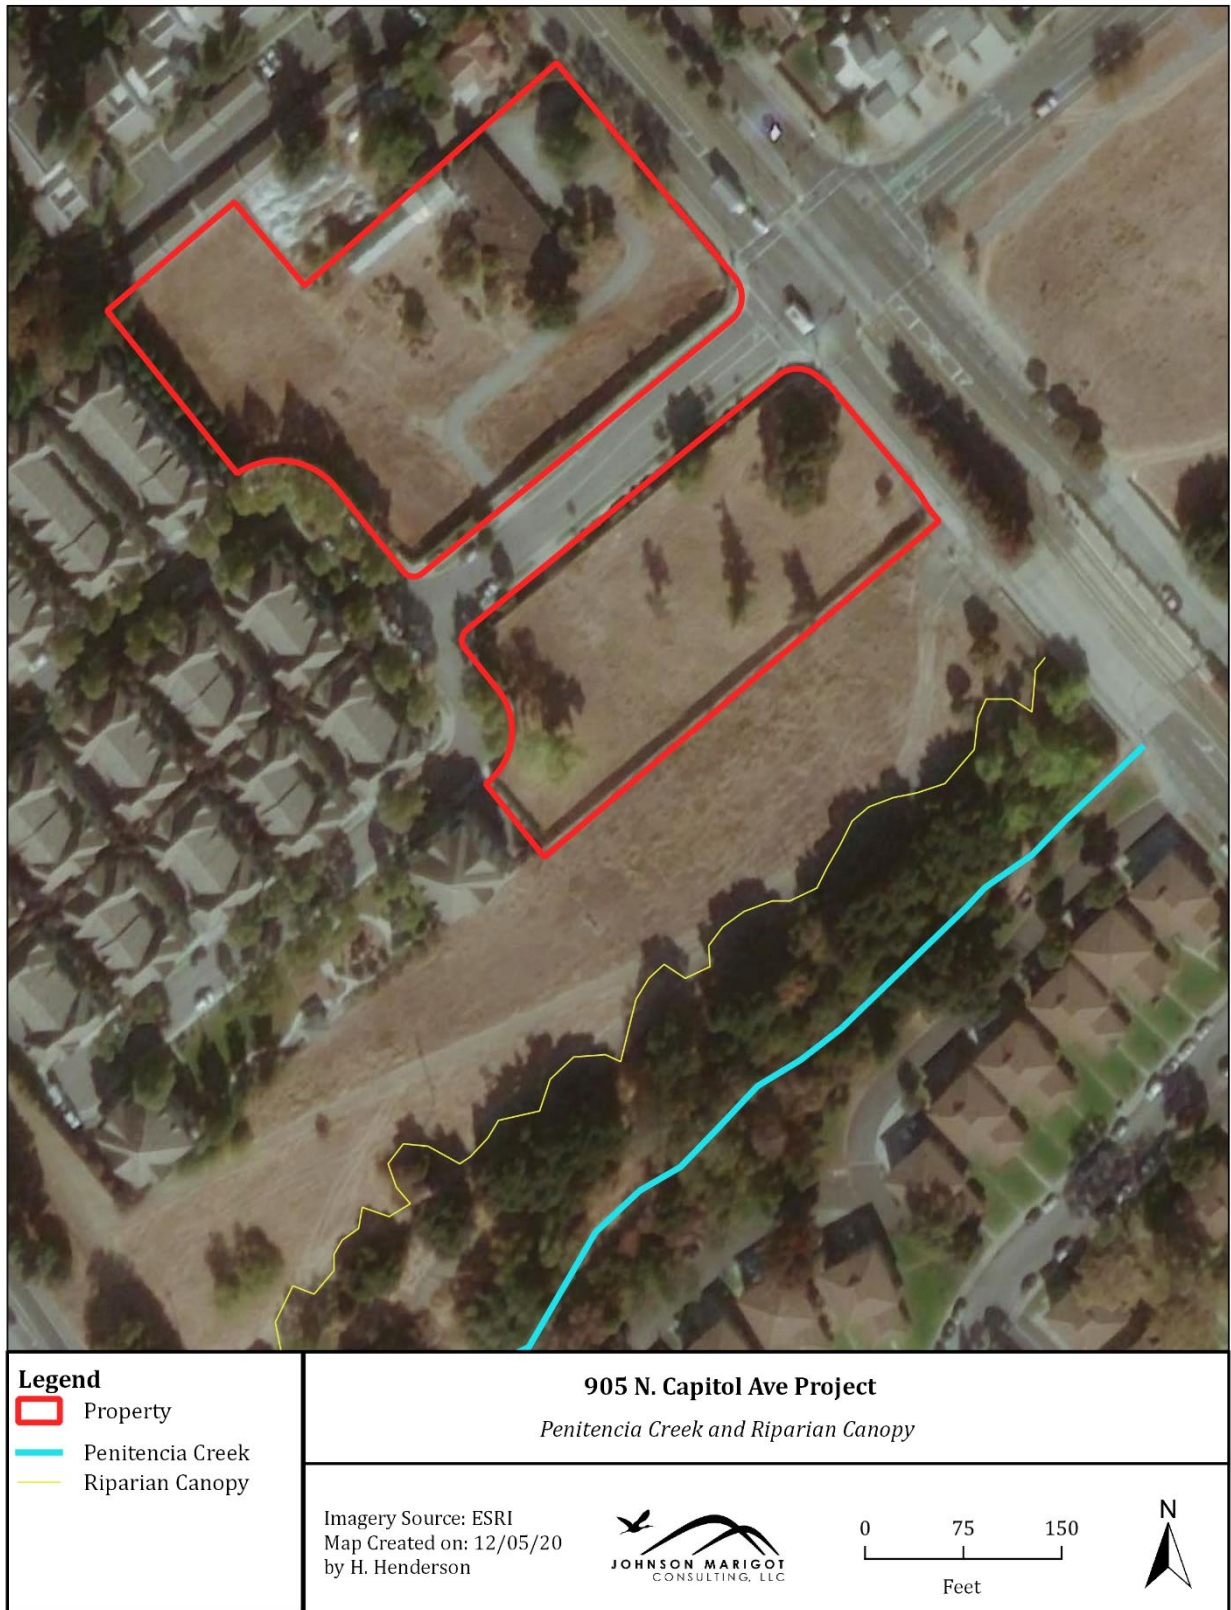 Legend
Property
Penitencia Creek
Riparian Canopy
905 N. Capitol Ave Project
Penitencia Creek and Riparian Canopy
Imagery Source: ESRI
Map Created on: 12/05/20
by H. Henderson
JOHNSON MARIGOT
CONSULTING, LLC
0 75 150
Feet
N